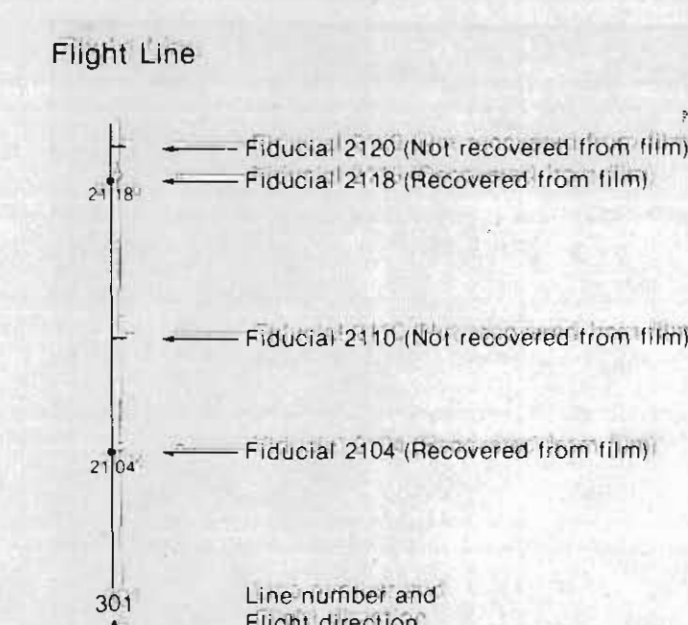 Flight Line
Fiducial 2120 (Not recovered from film)
Fiducial 2118 (Recovered from film)
2118
Fiducial 2110 (Not recovered from film)
Fiducial 2104 (Recovered from film)
2104
301
Line number and
Flight direction